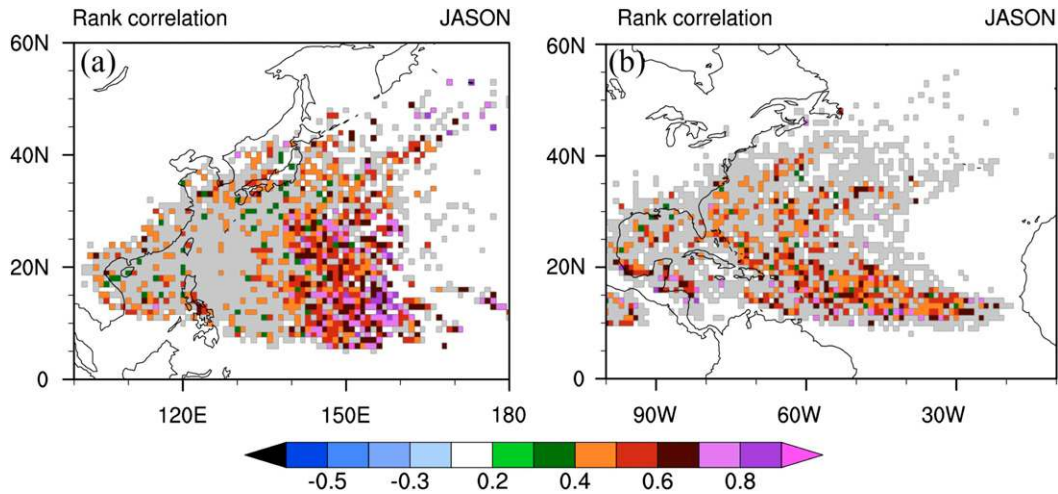 Rank correlation JASON Rank correlation JASON
60N (a) 60N (b)
40N 40N
20N 20N
0 0
120E 150E 180 90W 60W 30W
-0.5 -0.3 0.2 0.4 0.6 0.8